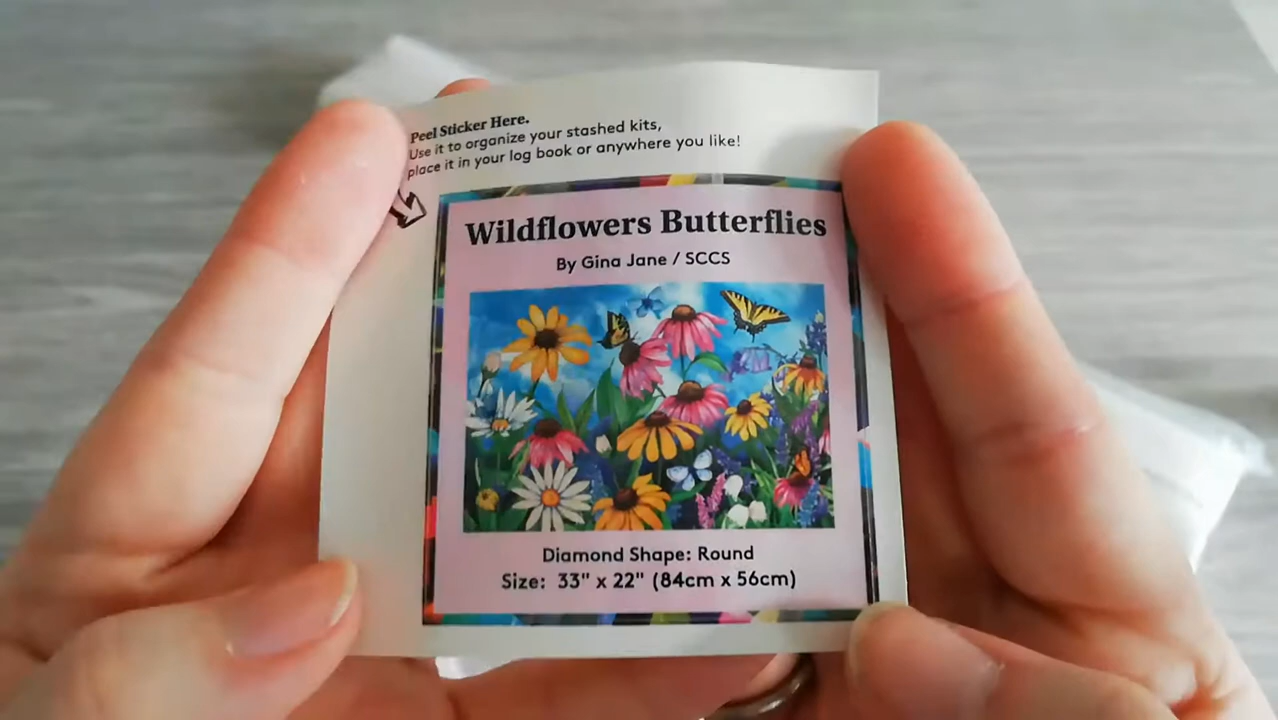 Peel Sticker Here.
Use it to organize your stashed kits,
place it in your log book or anywhere you like!
Wildflowers Butterflies
By Gina Jane / SCCS
Diamond Shape: Round
Size: 33" x 22" (84cm x 56cm)